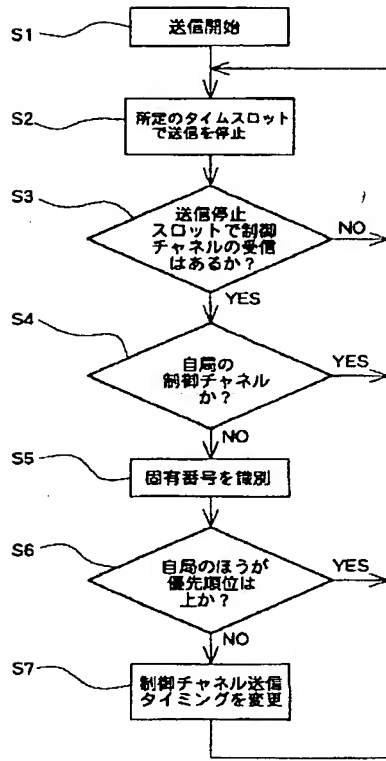 S1
送信開始
S2
所定のタイムスロット
で送信を停止
S3
送信停止
スロットで制御
チャネルの受信
はあるか?
NO
YES
S4
自局の
制御チャネル
か?
YES
NO
S5
固有番号を識別
S6
自局のほうが
優先順位は
上か?
YES
NO
S7
制御チャネル送信
タイミングを変更